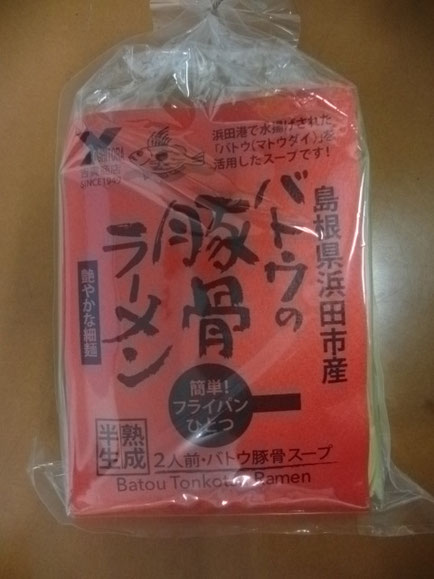 浜田港で水揚げされた
「バトウ(マトウダイ)」を
活用したスープです!
SINCE1949
島根県浜田市産
バトウの
豚骨
ラーメン
艶やかな細麺
簡単!
フライパン
ひとつ
熟成
半生
2人前・バトウ豚骨スープ
Batou Tonkotsu Ramen